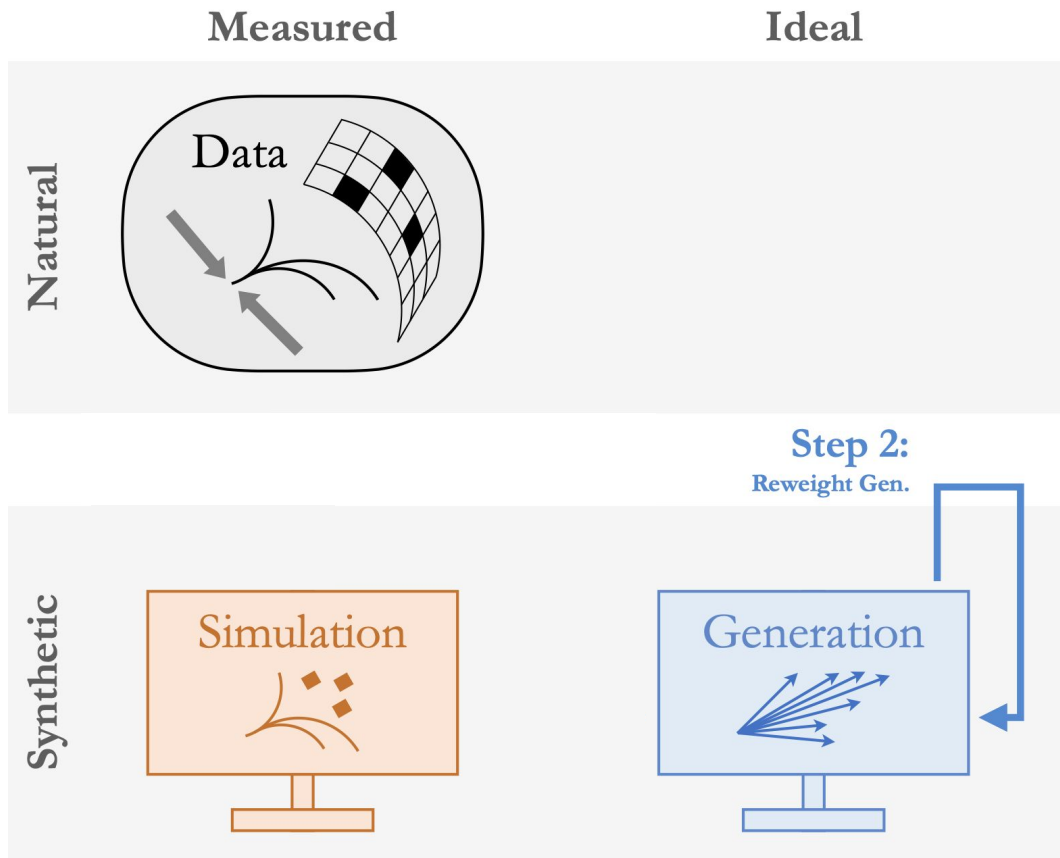 Measured
Ideal
Natural
Data
Step 2:
Reweight Gen.
Synthetic
Simulation
Generation